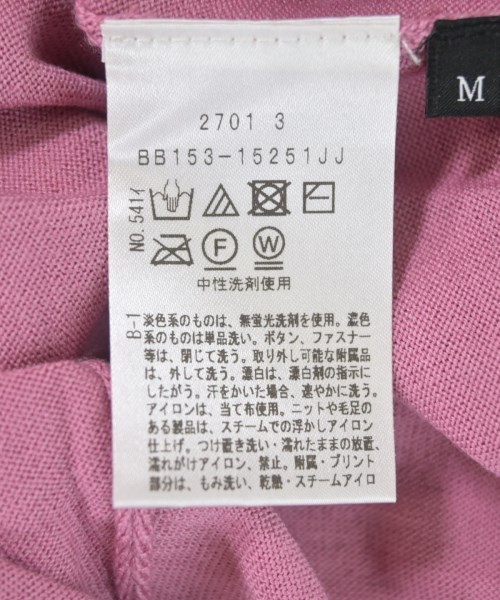 M
2701 3
BB153-15251JJ
NO.541イ
F
W
中性洗剤使用
B-1
淡色系のものは、無蛍光洗剤を使用。濃色
系のものは単品洗い。ボタン、ファスナー
等は、閉じて洗う。取り外し可能な附属品
は、外して洗う。漂白は、漂白剤の指示に
したがう。汗をかいた場合、速やかに洗う。
アイロンは、当て布使用。ニットや毛足の
ある製品は、スチームでの浮かしアイロン
仕上げ。つけ置き洗い・濡れたままの放置、
濡れがけアイロン、禁止。附属・プリント
部分は、もみ洗い、乾熱・スチームアイロ